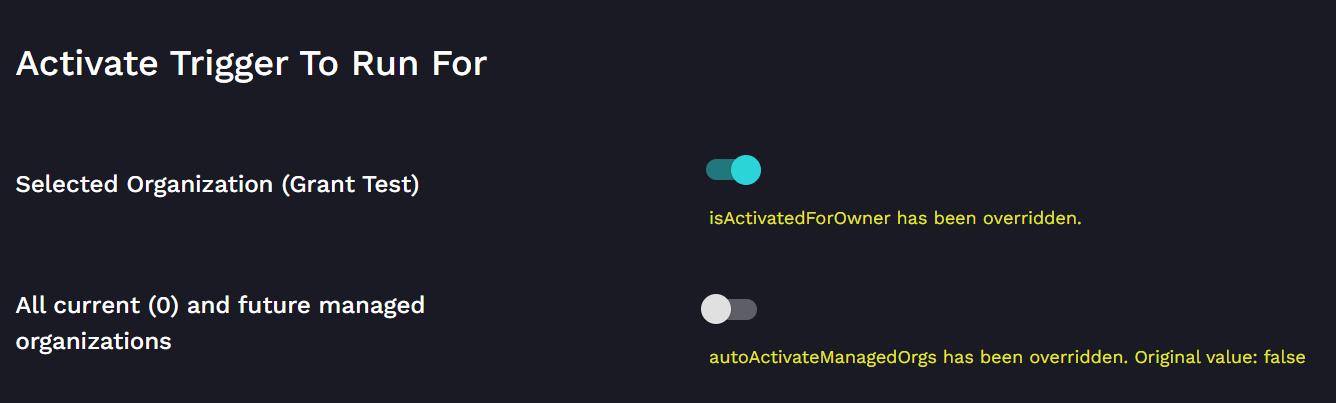 Activate Trigger To Run For
Selected Organization (Grant Test)
isActivatedForOwner has been overridden.
All current (0) and future managed
organizations
autoActivateManagedOrgs has been overridden. Original value: false